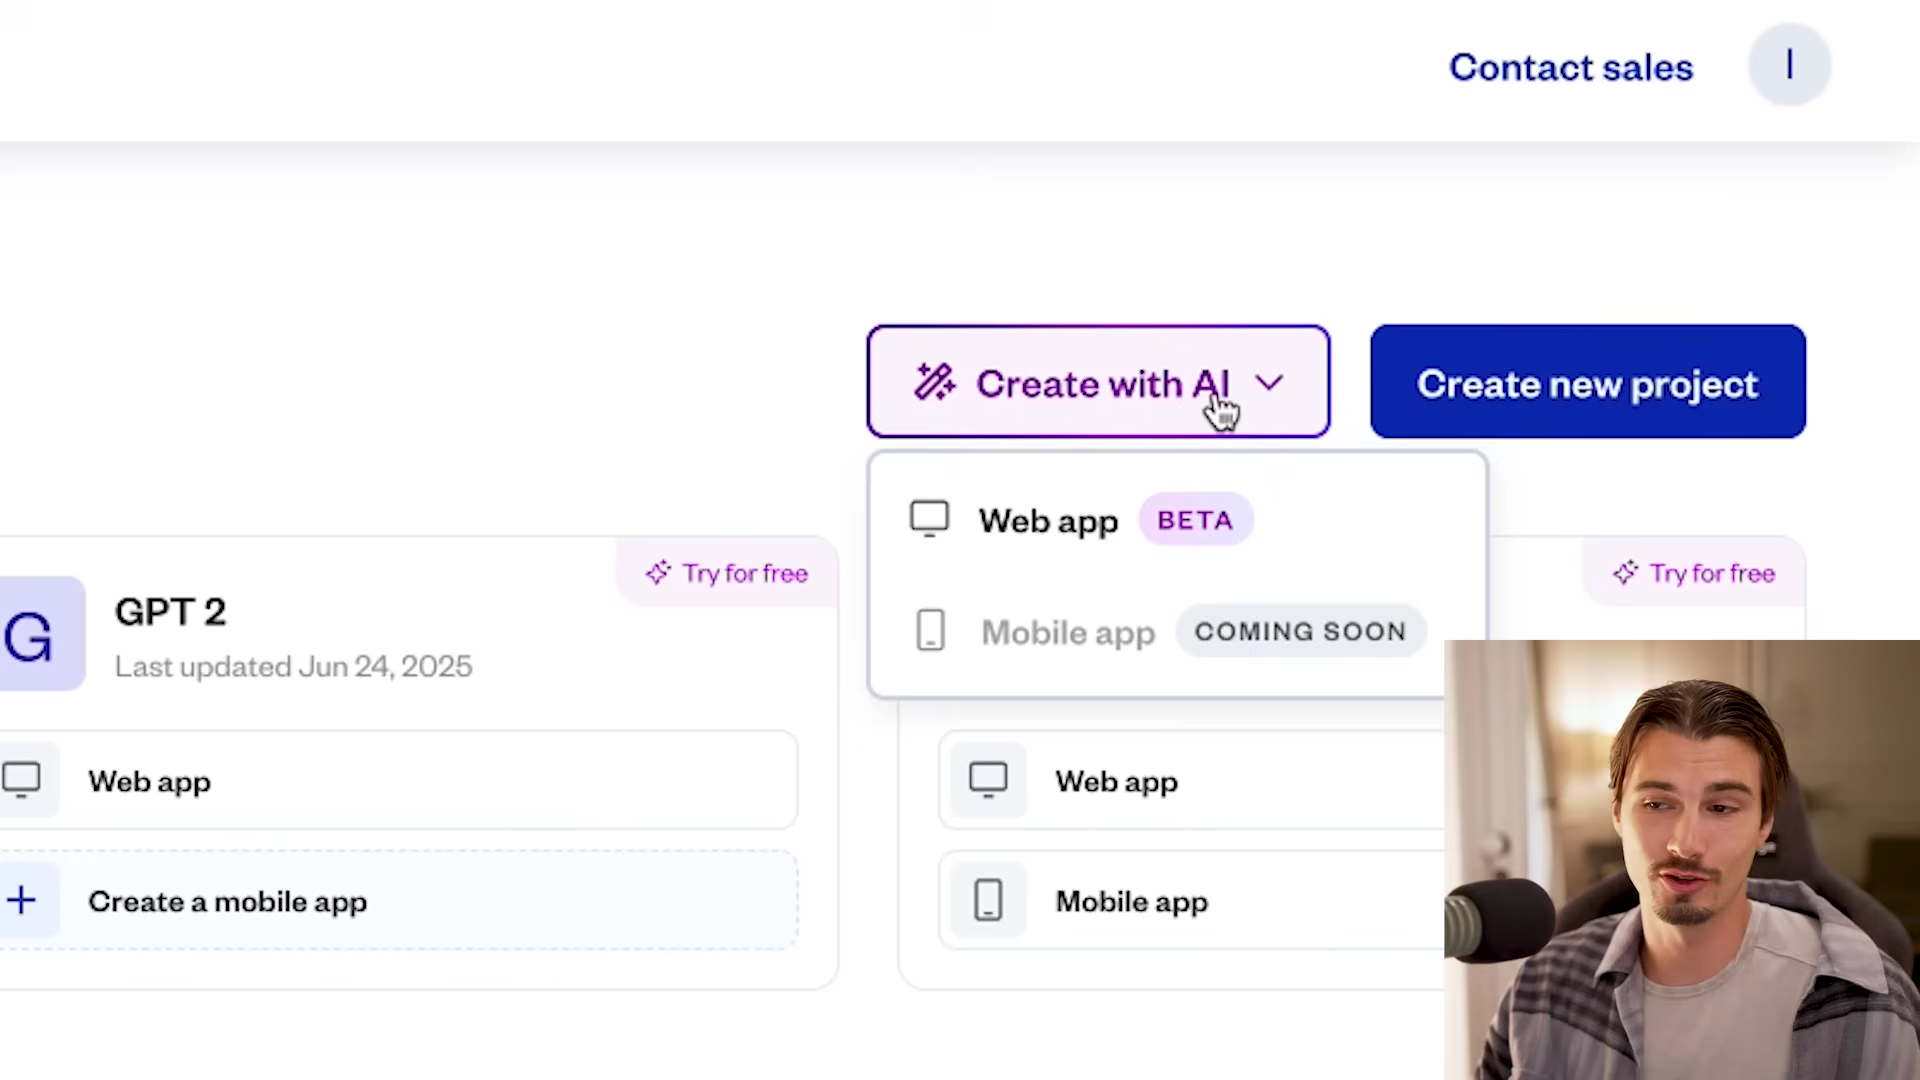 Contact sales
I
Create with AI
Create new project
Web app BETA
Mobile app COMING SOON
Try for free
G
GPT 2
Last updated Jun 24, 2025
Web app
Create a mobile app
Try for free
Web app
Mobile app